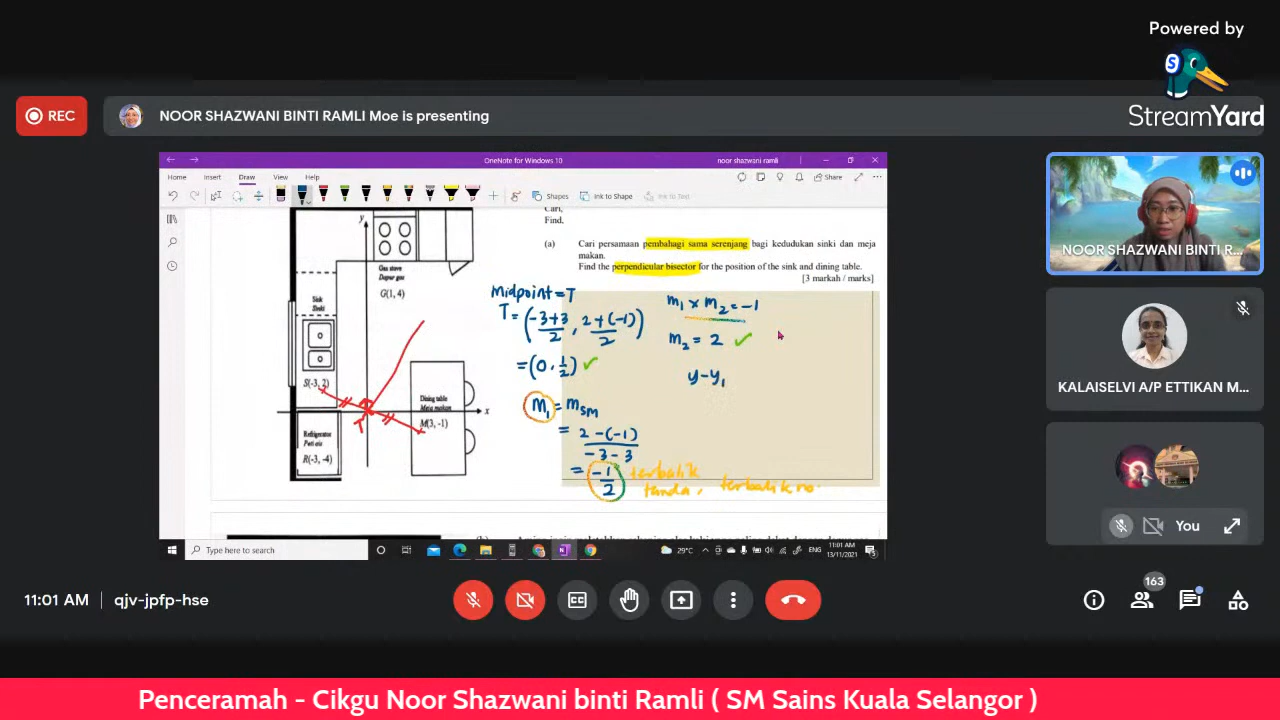 Powered by
StreamYard
REC
NOOR SHAZWANI BINTI RAMLI Moe is presenting
OneNote for Windows 10
noor shazwani ramli
Home Insert Draw View Help
Shapes
Ink to Shape
Ink to Text
Share
Cari,
Find,
(a) Cari persamaan pembahagi sama serenjang bagi kedudukan sinki dan meja
makan.
Find the perpendicular bisector for the position of the sink and dining table.
[3 markah / marks]
y
Gas stove
Dapur gas
G(1, 4)
Sink
Sinki
S(-3, 2)
x
Dining table
Meja makan
M(3, -1)
Refrigerator
Peti ais
R(-3, -4)
T
midpoint = T
T = (-3+3/2, 2+(-1)/2)
= (0, 1/2) ✓
m1 = mSM
= 2-(-1)/-3-3
= -1/2
terbalik
tanda, terbalik no.
m1 × m2 = -1
m2 = 2 ✓
y-y1
Type here to search
29°C
ENG
11:01 AM
13/11/2021
NOOR SHAZWANI BINTI R...
KALAISELVI A/P ETTIKAN M...
You
11:01 AM | qjv-jpfp-hse
163
Penceramah - Cikgu Noor Shazwani binti Ramli ( SM Sains Kuala Selangor )